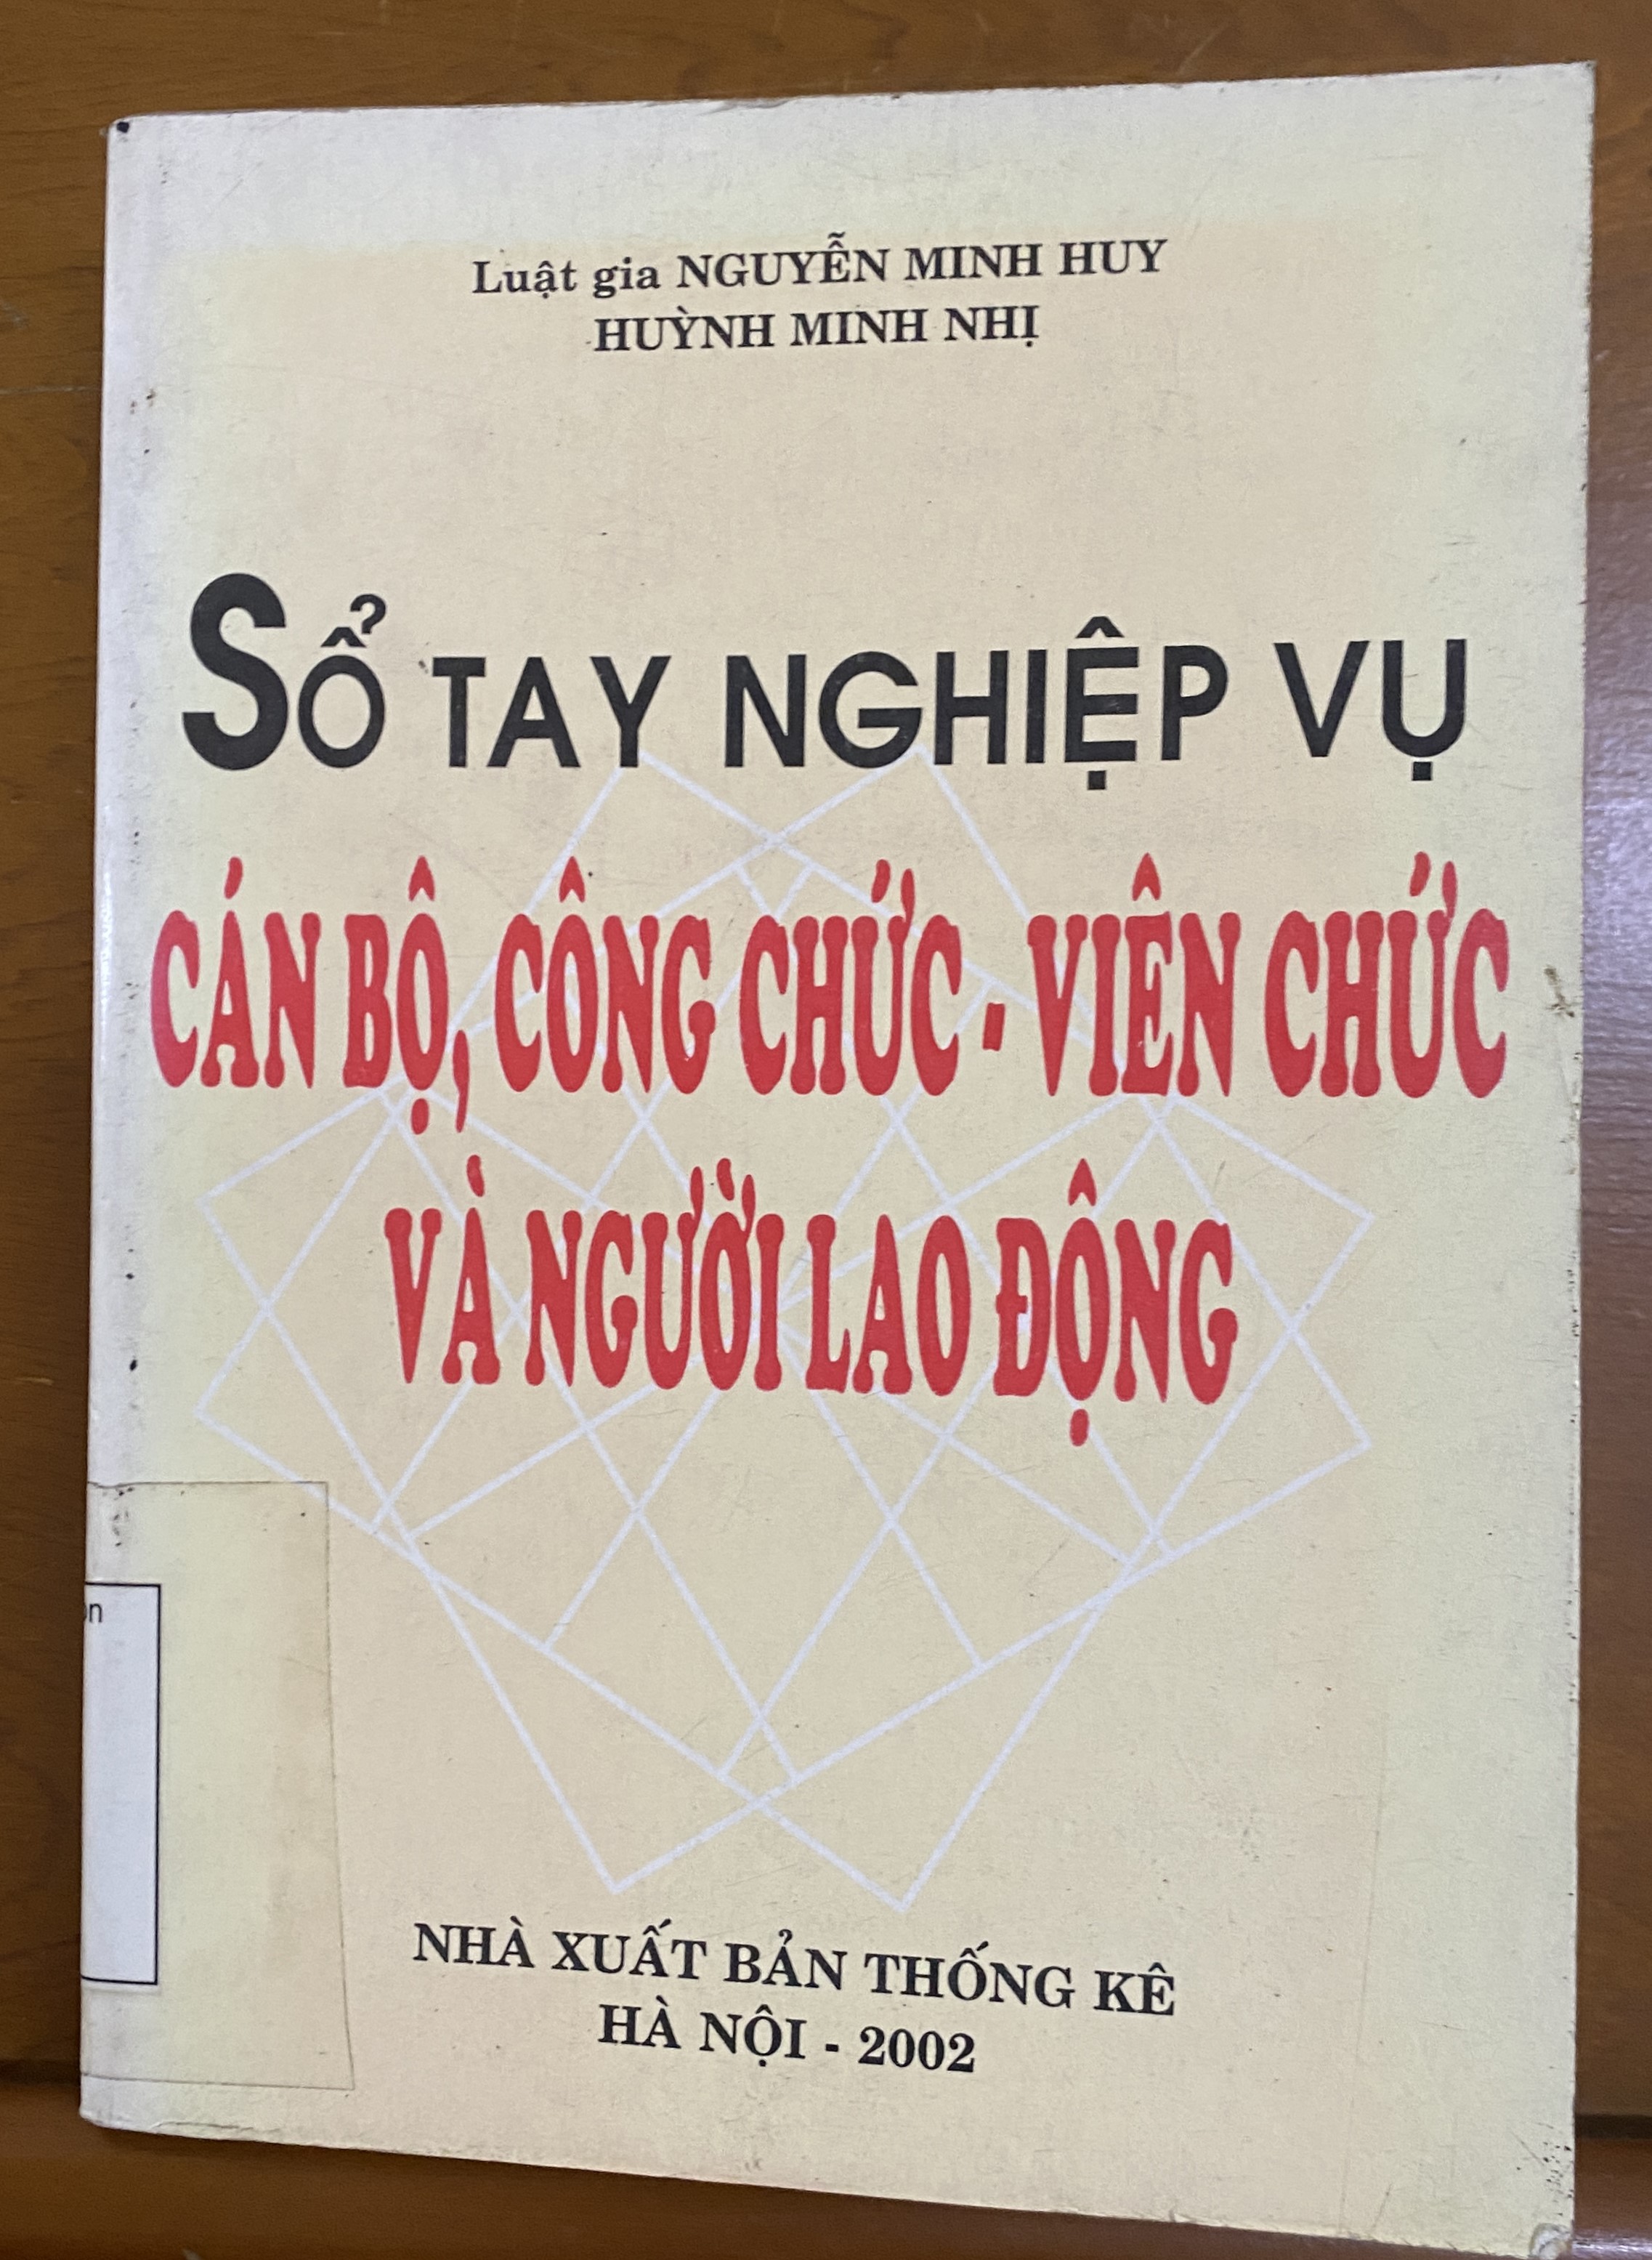 Luật gia NGUYỄN MINH HUY
HUỲNH MINH NHỊ
SỔ TAY NGHIỆP VỤ
CÁN BỘ, CÔNG CHỨC - VIÊN CHỨC
VÀ NGƯỜI LAO ĐỘNG
NHÀ XUẤT BẢN THỐNG KÊ
HÀ NỘI - 2002